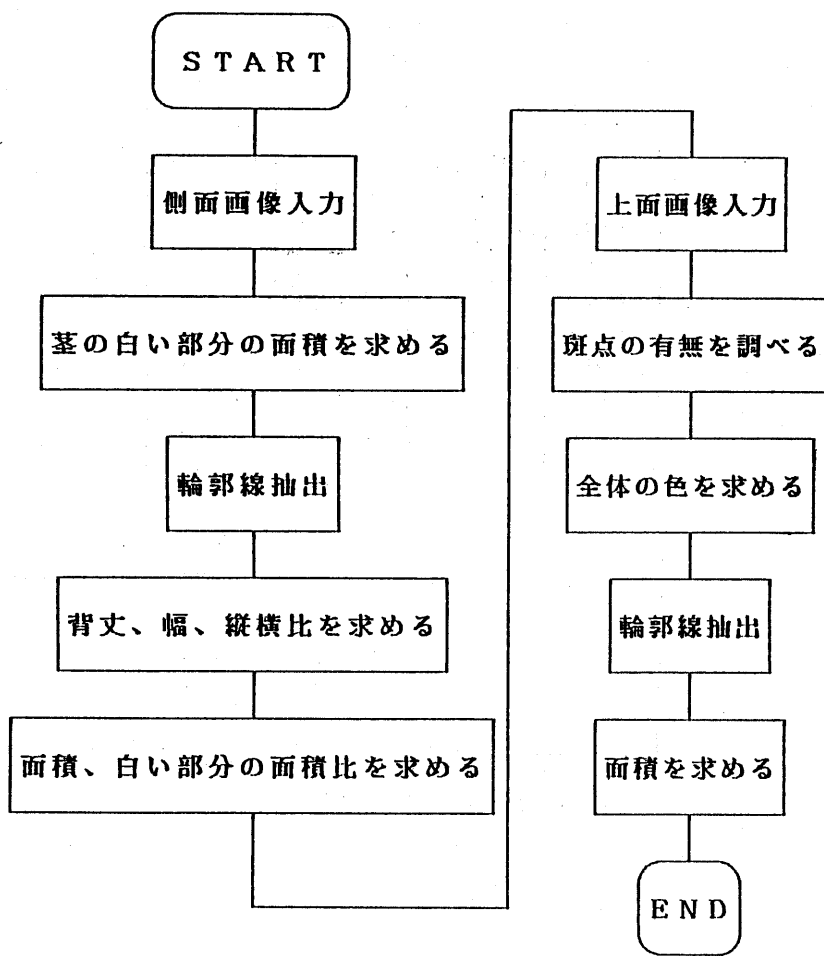 START
側面画像入力
茎の白い部分の面積を求める
輪郭線抽出
背丈、幅、縦横比を求める
面積、白い部分の面積比を求める
上面画像入力
斑点の有無を調べる
全体の色を求める
輪郭線抽出
面積を求める
END